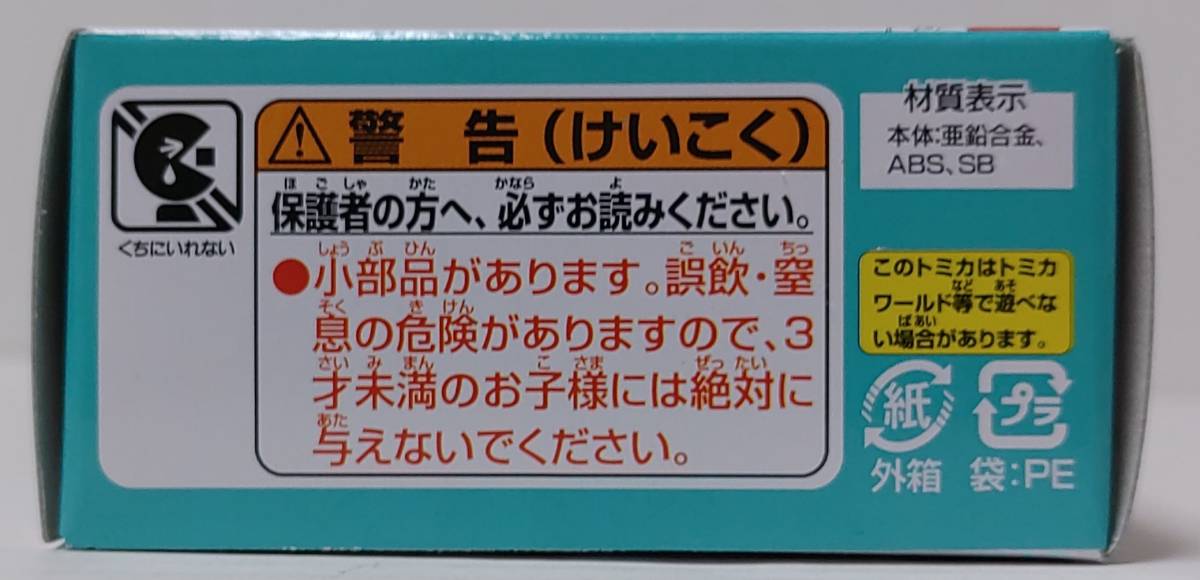 くちにいれない
警告(けいこく)
ほごしゃ かた かなら よ
保護者の方へ、必ずお読みください。
しょうぶひん ごいん ちっ
●小部品があります。誤飲・窒
そく きけん
息の危険がありますので、3
さいみまん こさま ぜったい
才未満のお子様には絶対に
あた
与えないでください。
材質表示
本体:亜鉛合金、
ABS、SB
このトミカはトミカ
など あそ
ワールド等で遊べな
ばあい
い場合があります。
紙
外箱
プラ
袋:PE